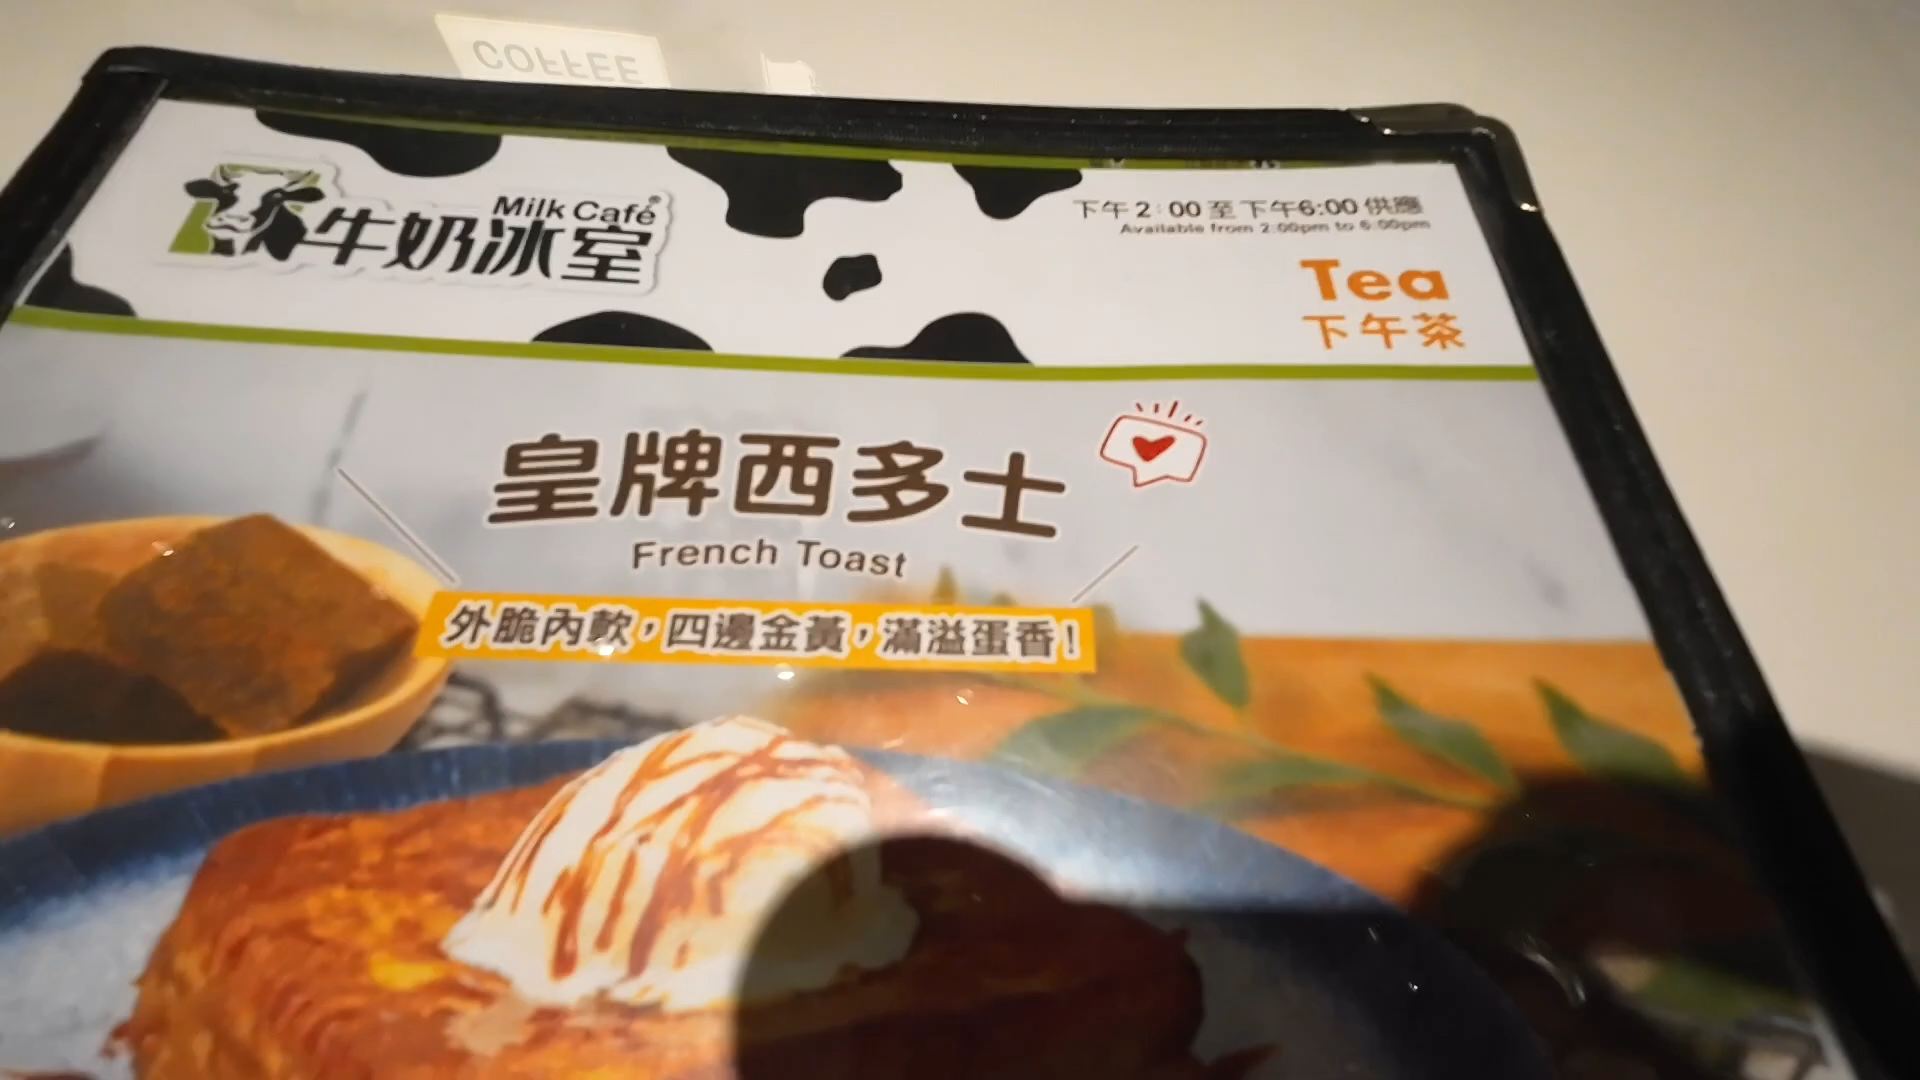 COFFEE
Milk Café®
牛奶冰室
下午2:00至下午6:00供應
Available from 2:00pm to 6:00pm
Tea
下午茶
皇牌西多士
French Toast
外脆內軟，四邊金黃，滿溢蛋香！